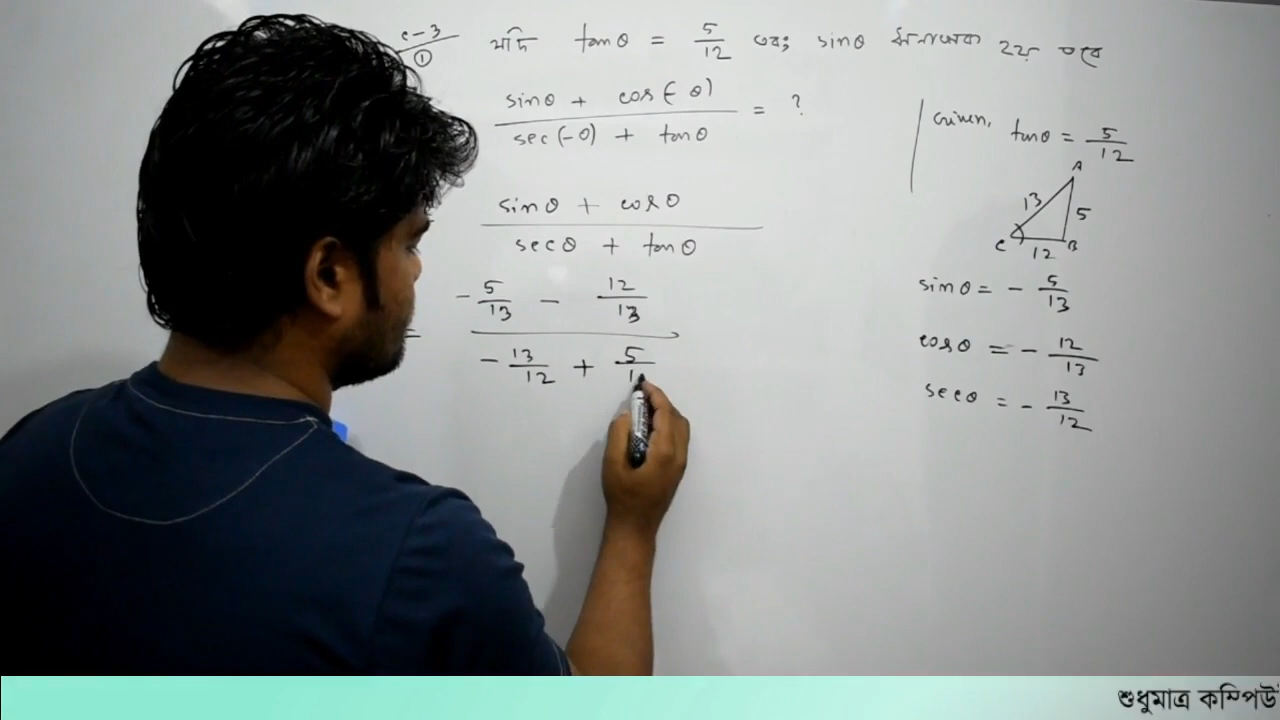 e-3
①
যদি tanθ = 5/12 এবং sinθ ঋনাত্মক হয় তবে
sinθ + cos(-θ) / sec(-θ) + tanθ = ?
Given, tanθ = 5/12
A
13
5
C
B
12
sinθ + cosθ / secθ + tanθ
sinθ = - 5/13
= -5/13 - 12/13 / -13/12 + 5/1
cosθ = - 12/13
secθ = - 13/12
শুধুমাত্র কম্পিউ